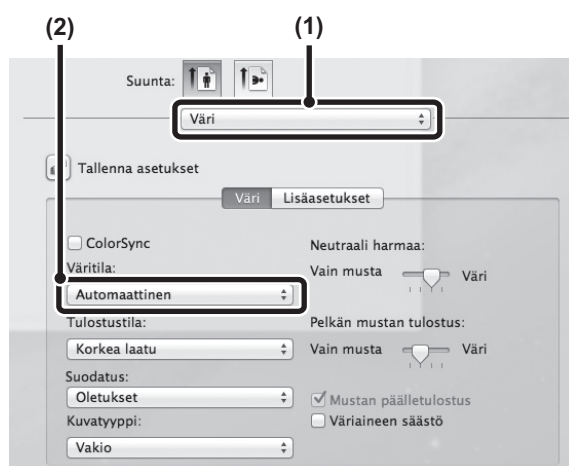 (2) (1)
Suunta:
Väri
Tallenna asetukset
Väri Lisäasetukset
ColorSync
Neutraali harmaa:
Väritila:
Vain musta Väri
Automaattinen
Tulostustila:
Pelkän mustan tulostus:
Korkea laatu
Vain musta Väri
Suodatus:
Oletukset
Mustan päälletulostus
Kuvatyyppi:
Väriaineen säästö
Vakio